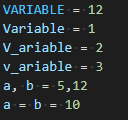 VARIABLE = 12
Variable = 1
V_ariable = 2
v_ariable = 3
a, b = 5,12
a = b = 10